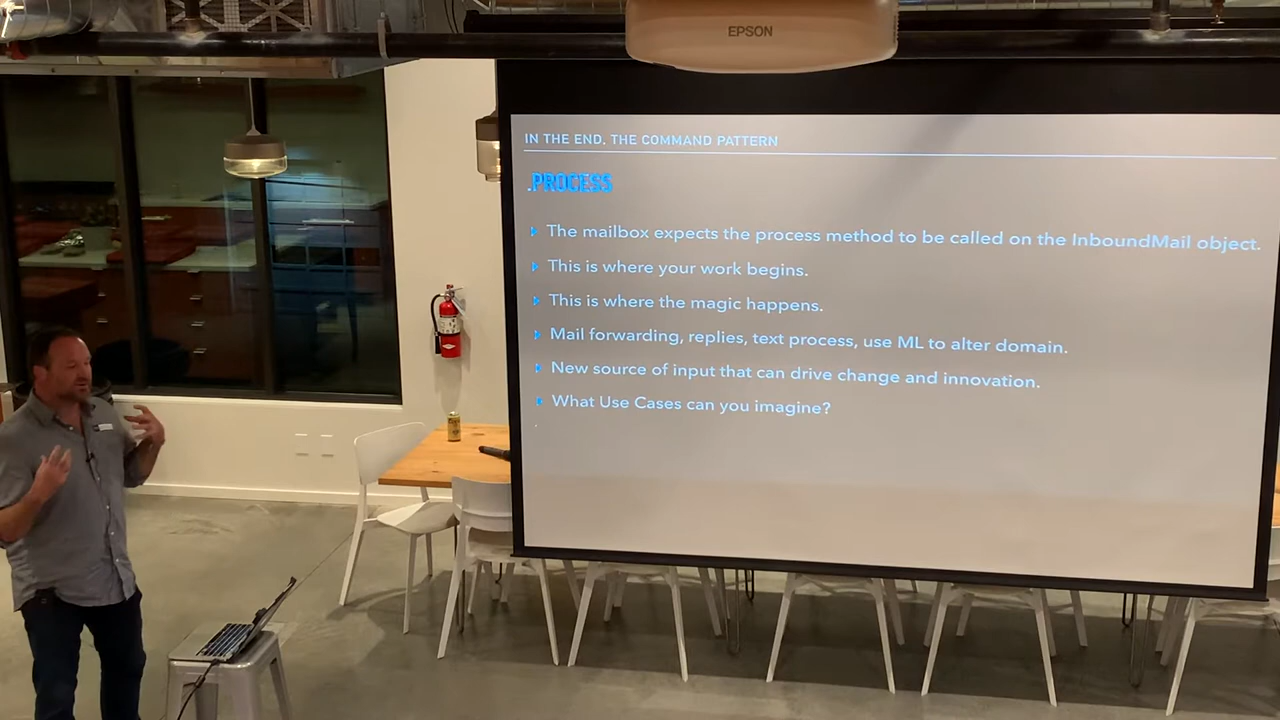 EPSON
IN THE END, THE COMMAND PATTERN
.PROCESS
The mailbox expects the process method to be called on the InboundMail object.
This is where your work begins.
This is where the magic happens.
Mail forwarding, replies, text process, use ML to alter domain.
New source of input that can drive change and innovation.
What Use Cases can you imagine?